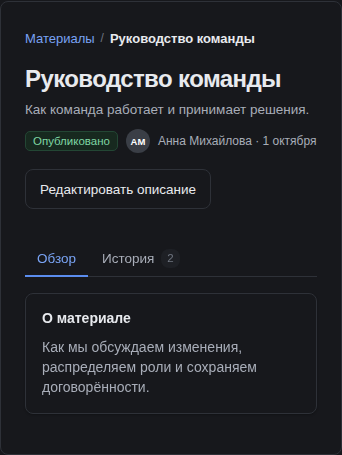 Материалы / Руководство команды
Руководство команды
Как команда работает и принимает решения.
Опубликовано АМ Анна Михайлова · 1 октября
Редактировать описание
Обзор История 2
О материале
Как мы обсуждаем изменения,
распределяем роли и сохраняем
договорённости.